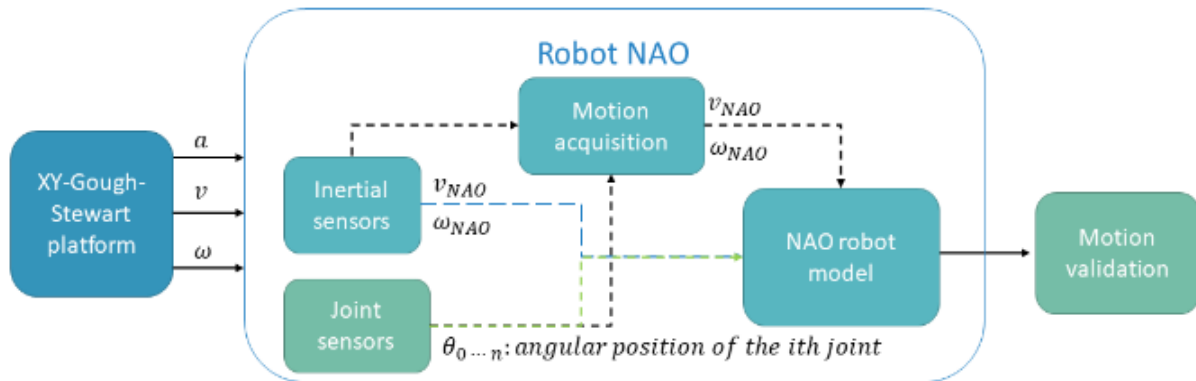 Robot NAO
XY-Gough-
Stewart
platform
a
v
ω
Inertial
sensors
Joint
sensors
Motion
acquisition
v_NAO
ω_NAO
v_NAO
ω_NAO
θ_0 … n: angular position of the ith joint
NAO robot
model
Motion
validation